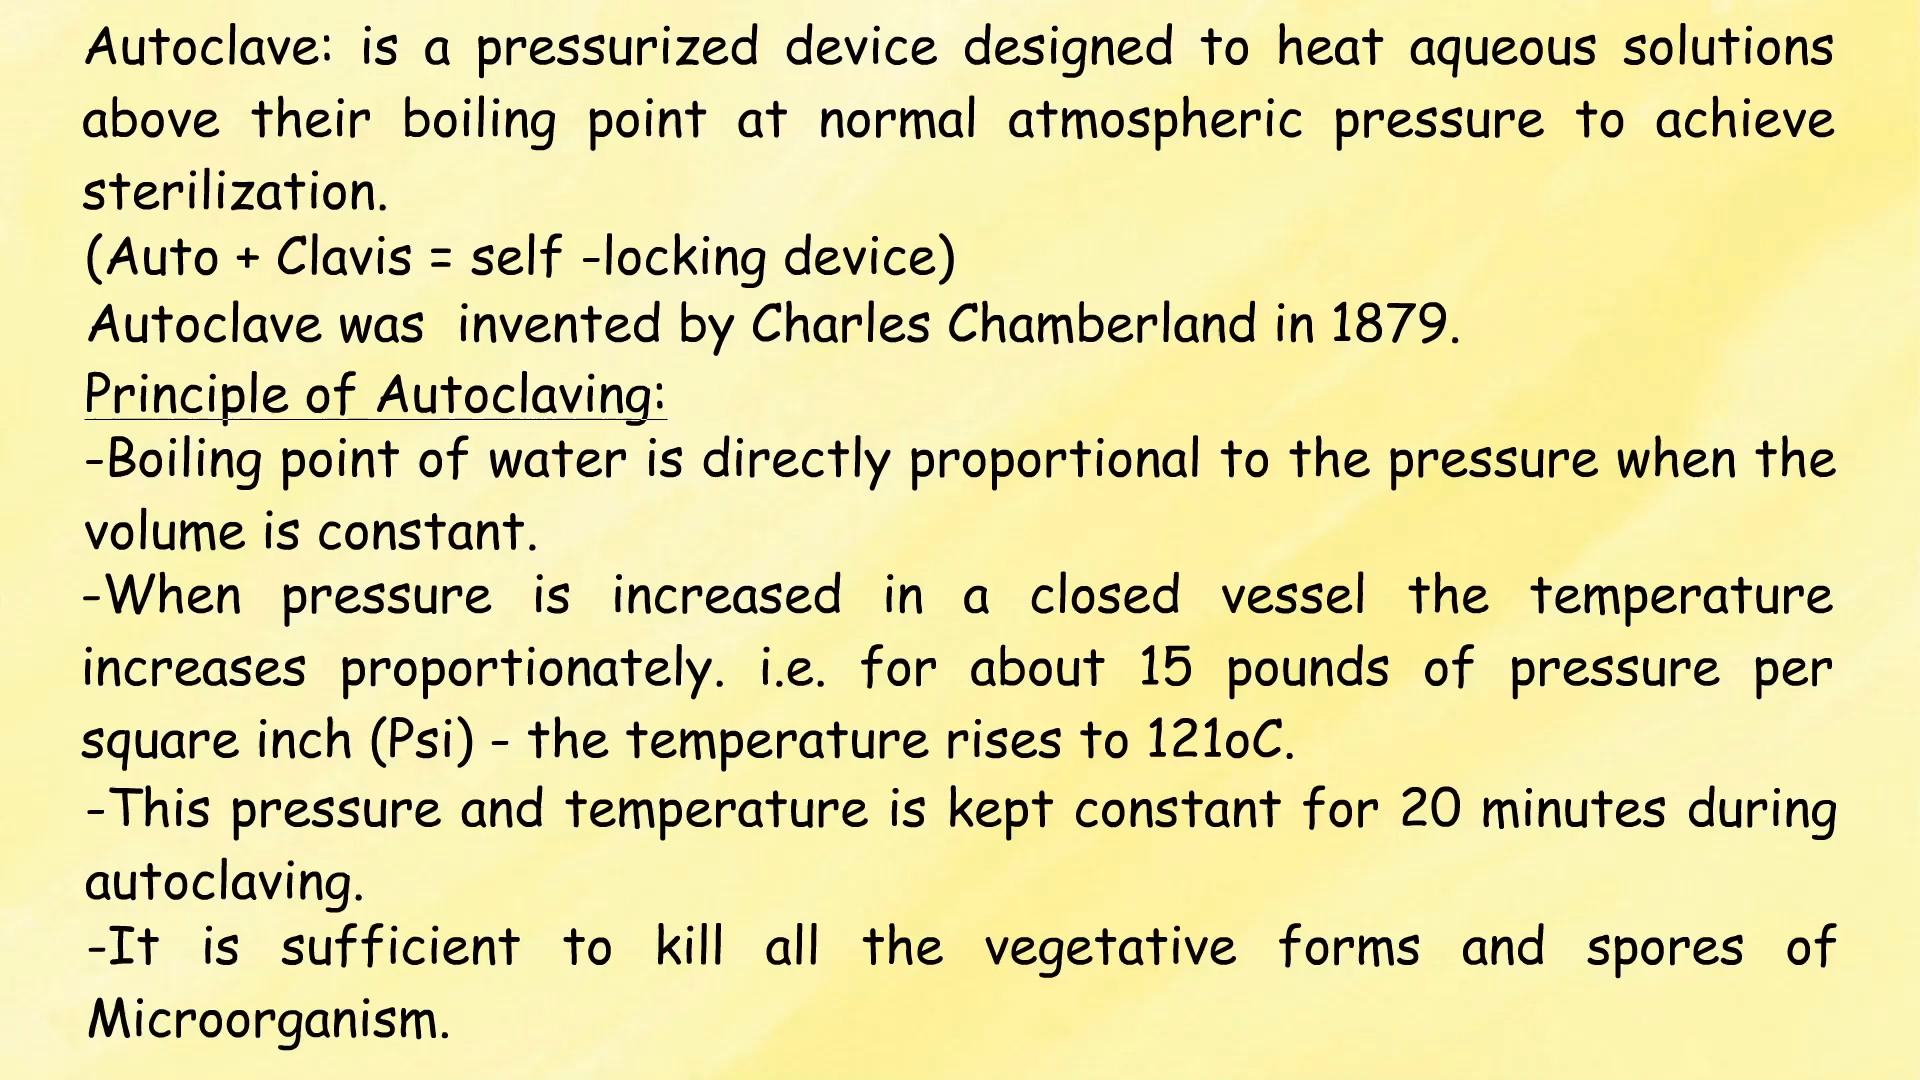 Autoclave: is a pressurized device designed to heat aqueous solutions
above their boiling point at normal atmospheric pressure to achieve
sterilization.
(Auto + Clavis = self -locking device)
Autoclave was  invented by Charles Chamberland in 1879.
Principle of Autoclaving:
-Boiling point of water is directly proportional to the pressure when the
volume is constant.
-When pressure is increased in a closed vessel the temperature
increases proportionately. i.e. for about 15 pounds of pressure per
square inch (Psi) - the temperature rises to 121oC.
-This pressure and temperature is kept constant for 20 minutes during
autoclaving.
-It is sufficient to kill all the vegetative forms and spores of
Microorganism.